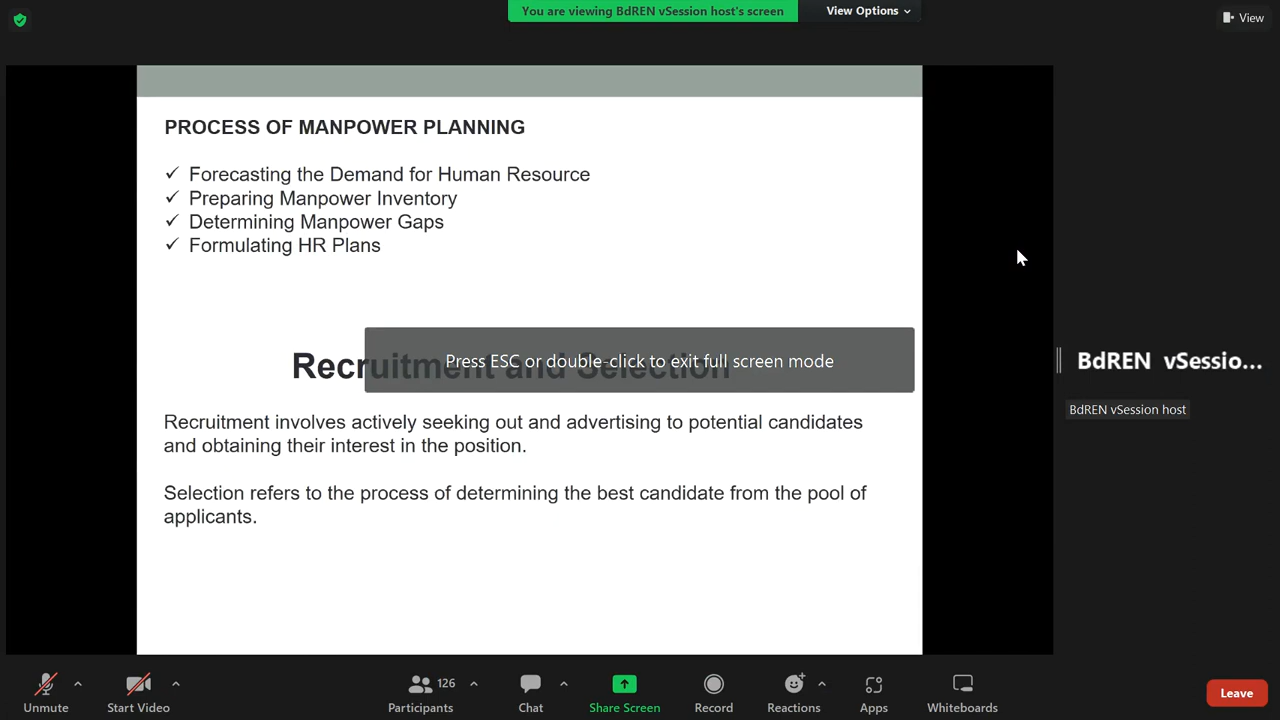 You are viewing BdREN vSession host's screen
View Options
View
PROCESS OF MANPOWER PLANNING
✓ Forecasting the Demand for Human Resource
✓ Preparing Manpower Inventory
✓ Determining Manpower Gaps
✓ Formulating HR Plans
Recruitment and Selection
Press ESC or double-click to exit full screen mode
BdREN vSessio...
BdREN vSession host
Recruitment involves actively seeking out and advertising to potential candidates
and obtaining their interest in the position.
Selection refers to the process of determining the best candidate from the pool of
applicants.
126
Unmute
Start Video
Participants
Chat
Share Screen
Record
Reactions
Apps
Whiteboards
Leave